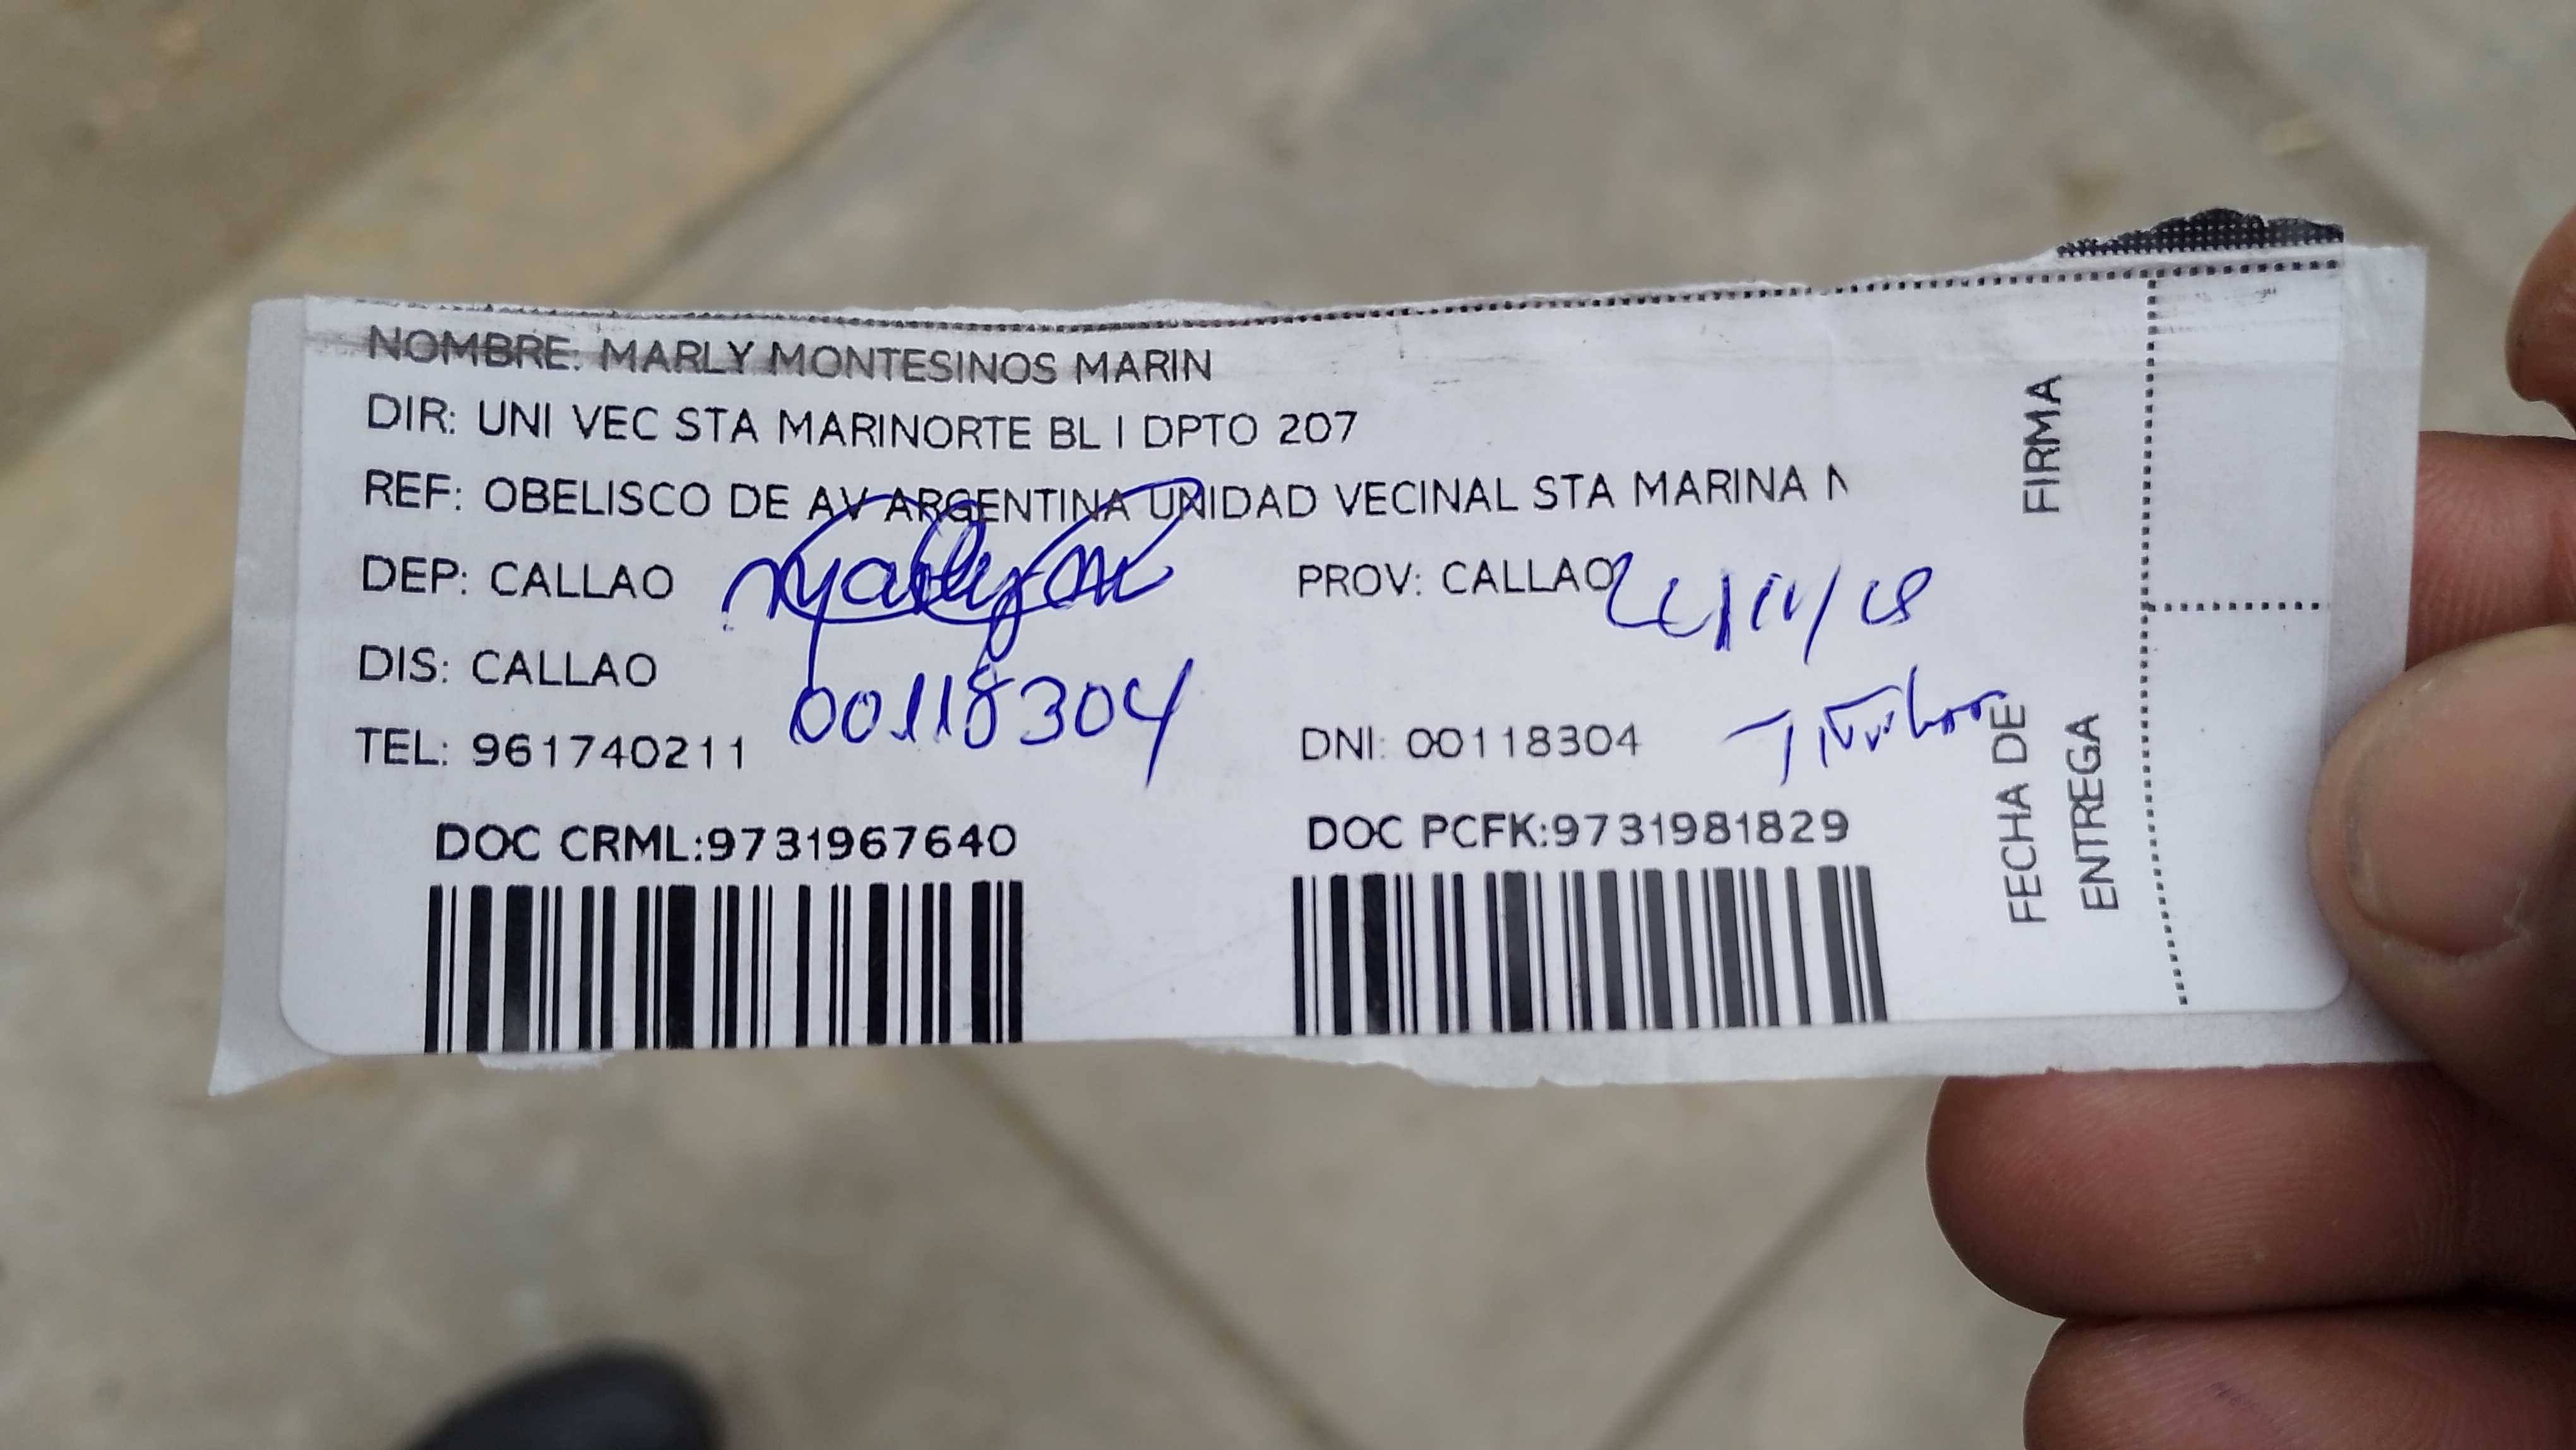 NOMBRE: MARLY MONTESINOS MARIN
DIR: UNI VEC STA MARINORTE BL I DPTO 207
REF: OBELISCO DE AV ARGENTINA UNIDAD VECINAL STA MARINA N
DEP: CALLAO PROV: CALLAO
DIS: CALLAO
00118304
TEL: 961740211 DNI: 00118304
DOC CRML:9731967640 DOC PCFK:9731981829
FIRMA
FECHA DE
ENTREGA